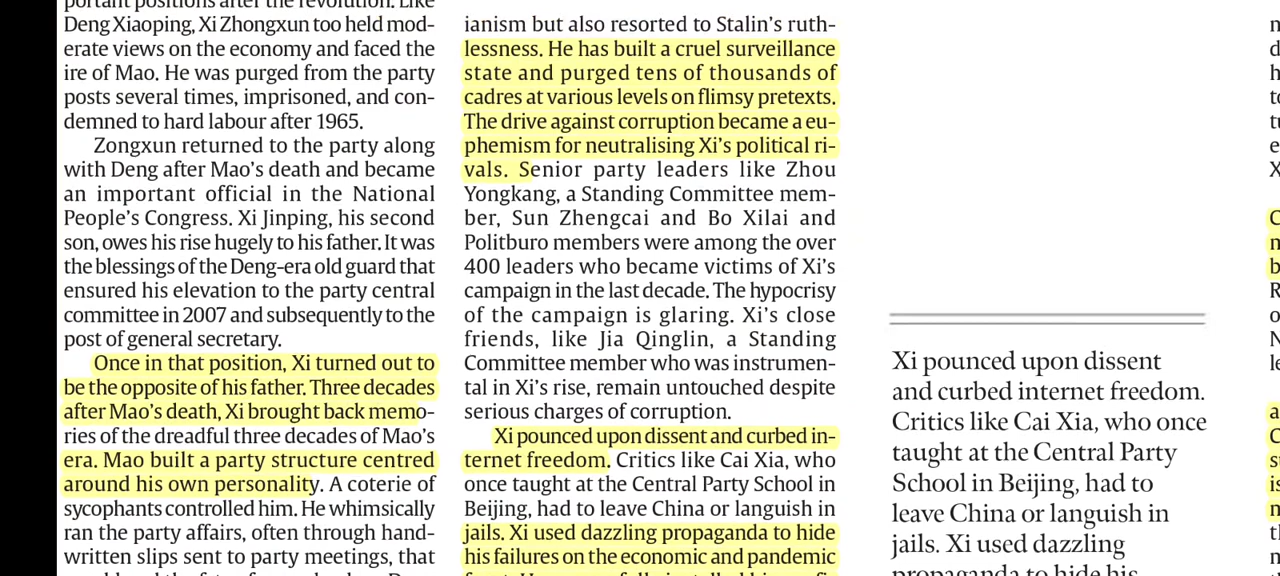 portant positions after the revolution. Like
Deng Xiaoping, Xi Zhongxun too held mod-
erate views on the economy and faced the
ire of Mao. He was purged from the party
posts several times, imprisoned, and con-
demned to hard labour after 1965.
Zongxun returned to the party along
with Deng after Mao's death and became
an important official in the National
People's Congress. Xi Jinping, his second
son, owes his rise hugely to his father. It was
the blessings of the Deng-era old guard that
ensured his elevation to the party central
committee in 2007 and subsequently to the
post of general secretary.
Once in that position, Xi turned out to
be the opposite of his father. Three decades
after Mao's death, Xi brought back memo-
ries of the dreadful three decades of Mao's
era. Mao built a party structure centred
around his own personality. A coterie of
sycophants controlled him. He whimsically
ran the party affairs, often through hand-
written slips sent to party meetings, that
ianism but also resorted to Stalin's ruth-
lessness. He has built a cruel surveillance
state and purged tens of thousands of
cadres at various levels on flimsy pretexts.
The drive against corruption became a eu-
phemism for neutralising Xi's political ri-
vals. Senior party leaders like Zhou
Yongkang, a Standing Committee mem-
ber, Sun Zhengcai and Bo Xilai and
Politburo members were among the over
400 leaders who became victims of Xi's
campaign in the last decade. The hypocrisy
of the campaign is glaring. Xi's close
friends, like Jia Qinglin, a Standing
Committee member who was instrumen-
tal in Xi's rise, remain untouched despite
serious charges of corruption.
Xi pounced upon dissent and curbed in-
ternet freedom. Critics like Cai Xia, who
once taught at the Central Party School in
Beijing, had to leave China or languish in
jails. Xi used dazzling propaganda to hide
his failures on the economic and pandemic
Xi pounced upon dissent
and curbed internet freedom.
Critics like Cai Xia, who once
taught at the Central Party
School in Beijing, had to
leave China or languish in
jails. Xi used dazzling
propaganda to hide his